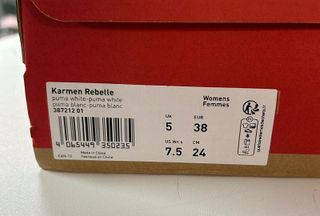 Karmen Rebelle
puma white-puma white
puma blanc-puma blanc
387212 01
Womens
Femmes
UK
5
EUR
38
US Wn's
7.5
CM
24
4 065449 350235
Made in China
Fabriqué en Chine